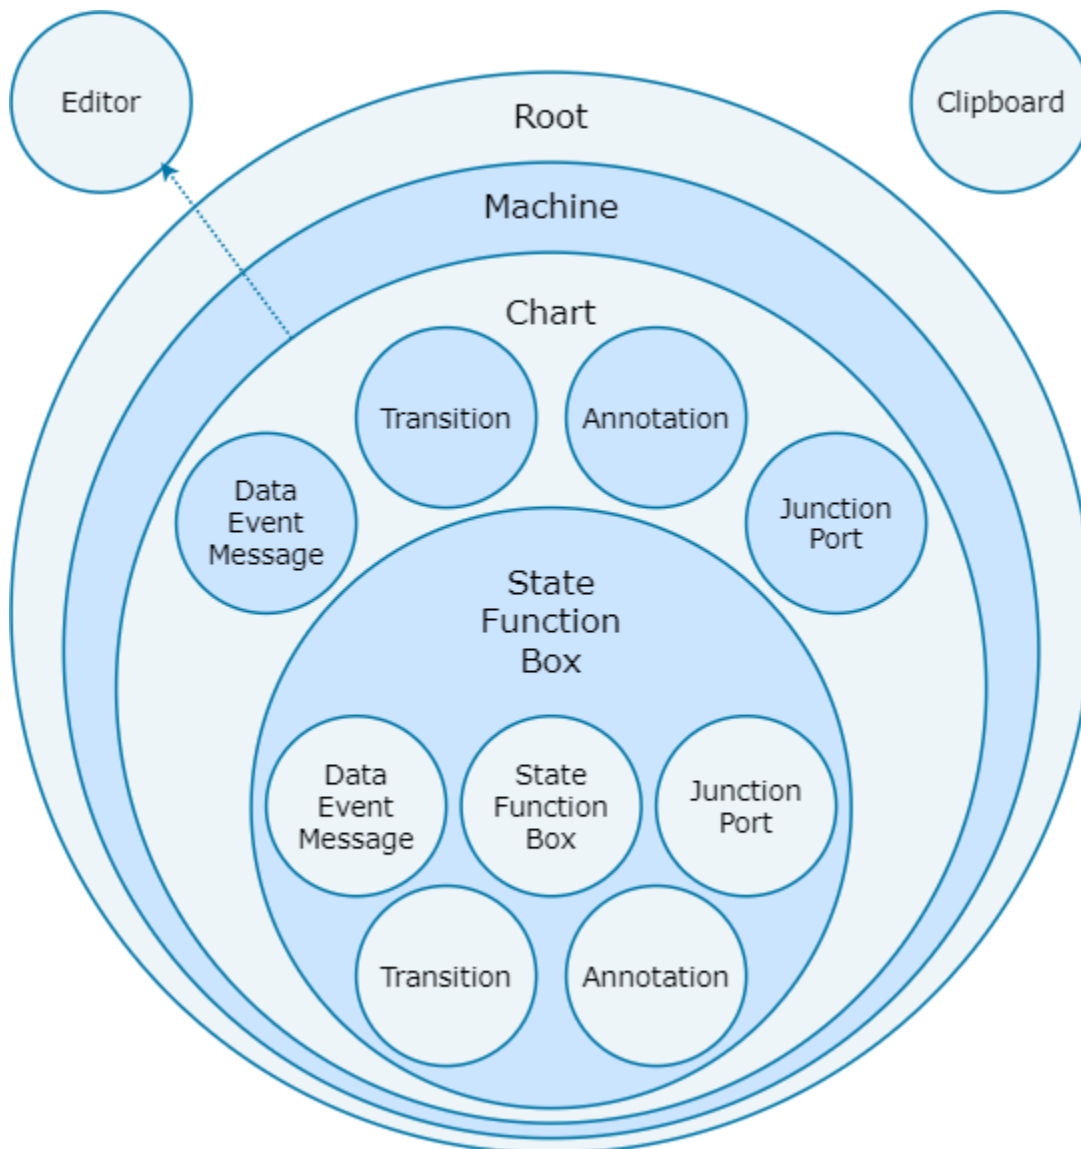 Editor
Clipboard
Root
Machine
Chart
Transition
Annotation
Data
Event
Message
Junction
Port
State
Function
Box
Data
Event
Message
State
Function
Box
Junction
Port
Transition
Annotation